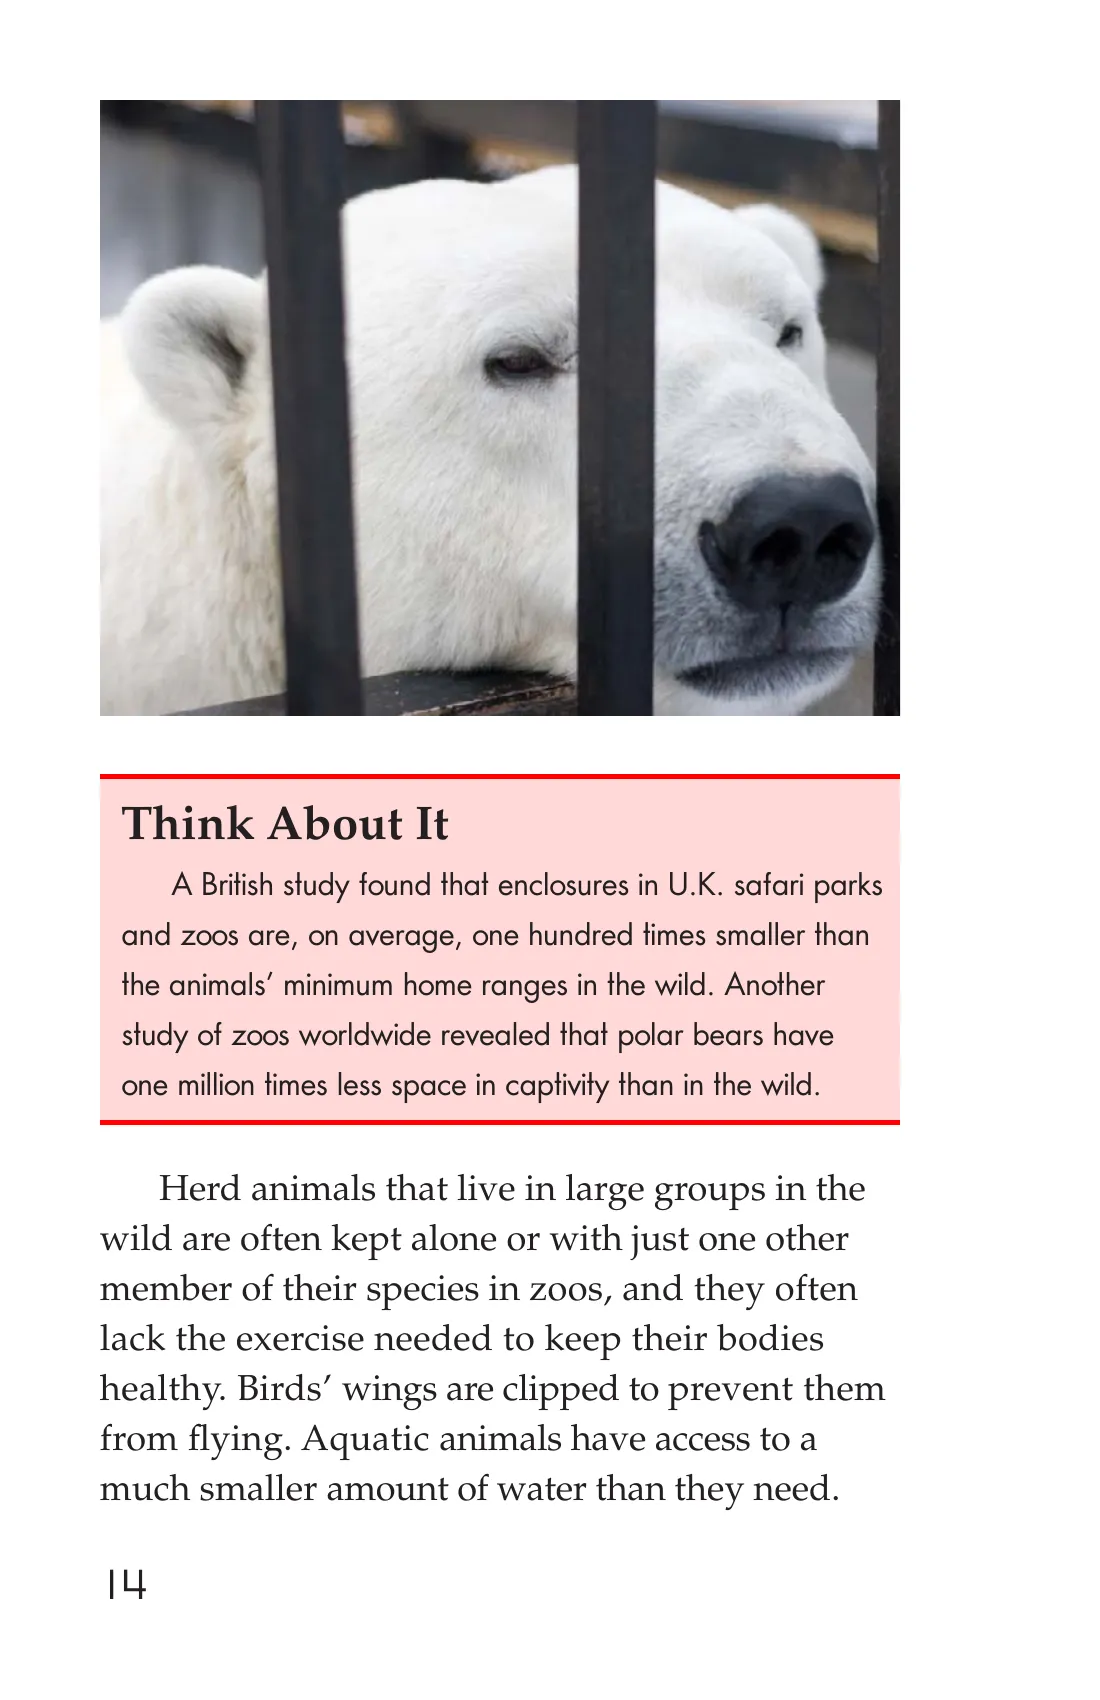 Think About It
A British study found that enclosures in U.K. safari parks
and zoos are, on average, one hundred times smaller than
the animals’ minimum home ranges in the wild. Another
study of zoos worldwide revealed that polar bears have
one million times less space in captivity than in the wild.
Herd animals that live in large groups in the
wild are often kept alone or with just one other
member of their species in zoos, and they often
lack the exercise needed to keep their bodies
healthy. Birds’ wings are clipped to prevent them
from flying. Aquatic animals have access to a
much smaller amount of water than they need.
14